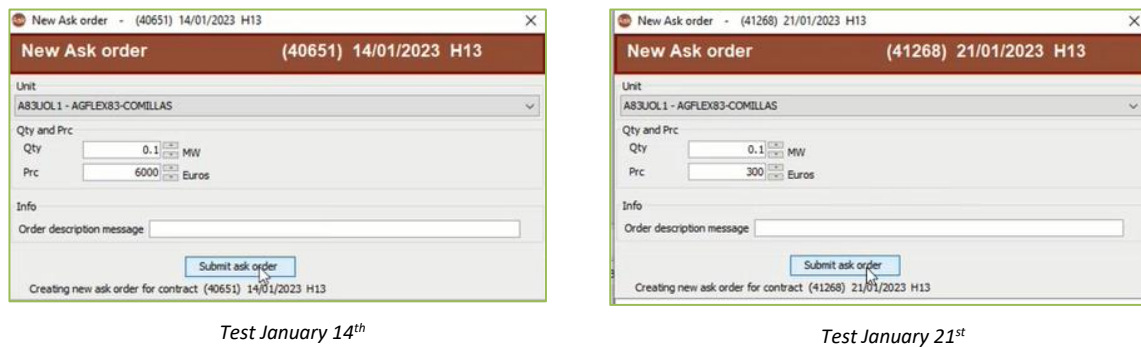 New Ask order - (40651) 14/01/2023 H13
New Ask order (40651) 14/01/2023 H13
Unit
A83UOL1 - AGFLEX83-COMILLAS
Qty and Prc
Qty 0.1 MW
Prc 6000 Euros
Info
Order description message
Submit ask order
Creating new ask order for contract (40651) 14/01/2023 H13
Test January 14th
New Ask order - (41268) 21/01/2023 H13
New Ask order (41268) 21/01/2023 H13
Unit
A83UOL1 - AGFLEX83-COMILLAS
Qty and Prc
Qty 0.1 MW
Prc 300 Euros
Info
Order description message
Submit ask order
Creating new ask order for contract (41268) 21/01/2023 H13
Test January 21st